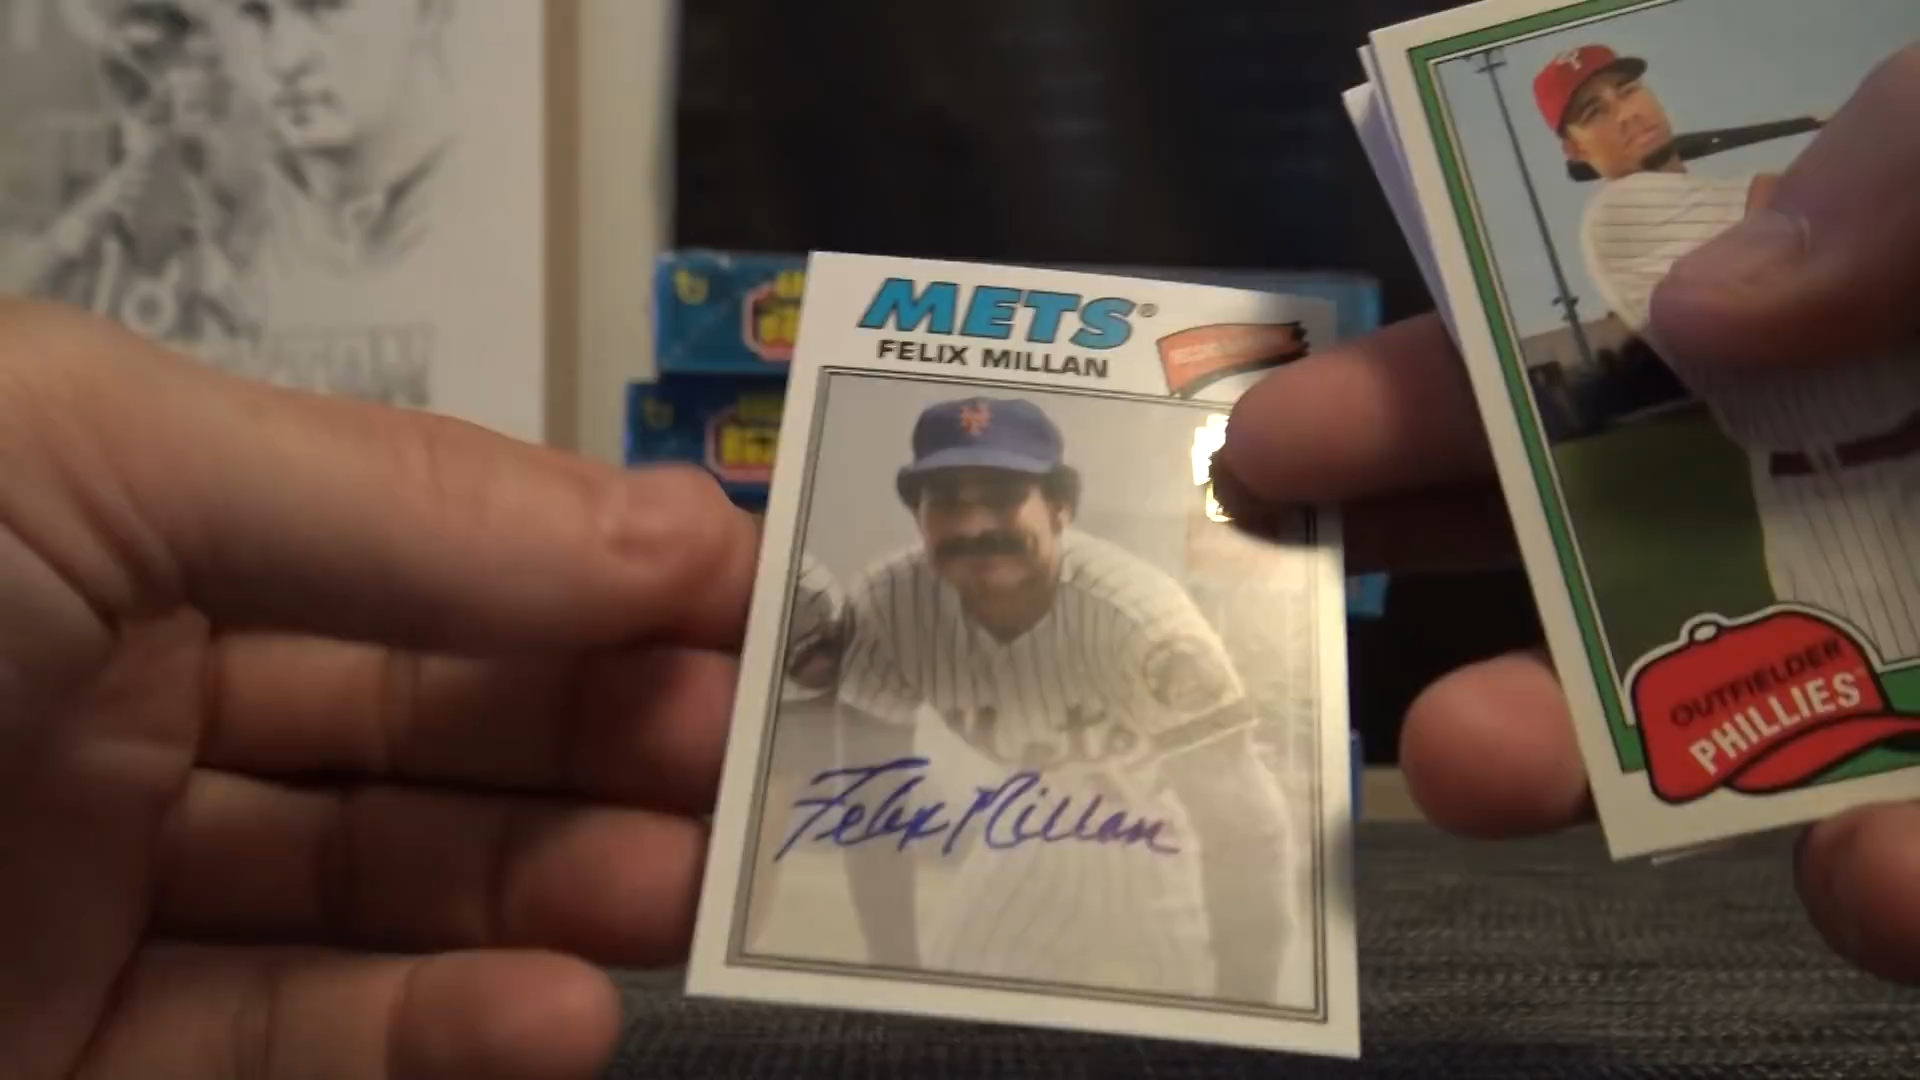 METS®
FELIX MILLAN
Felix Millan
OUTFIELDER
PHILLIES